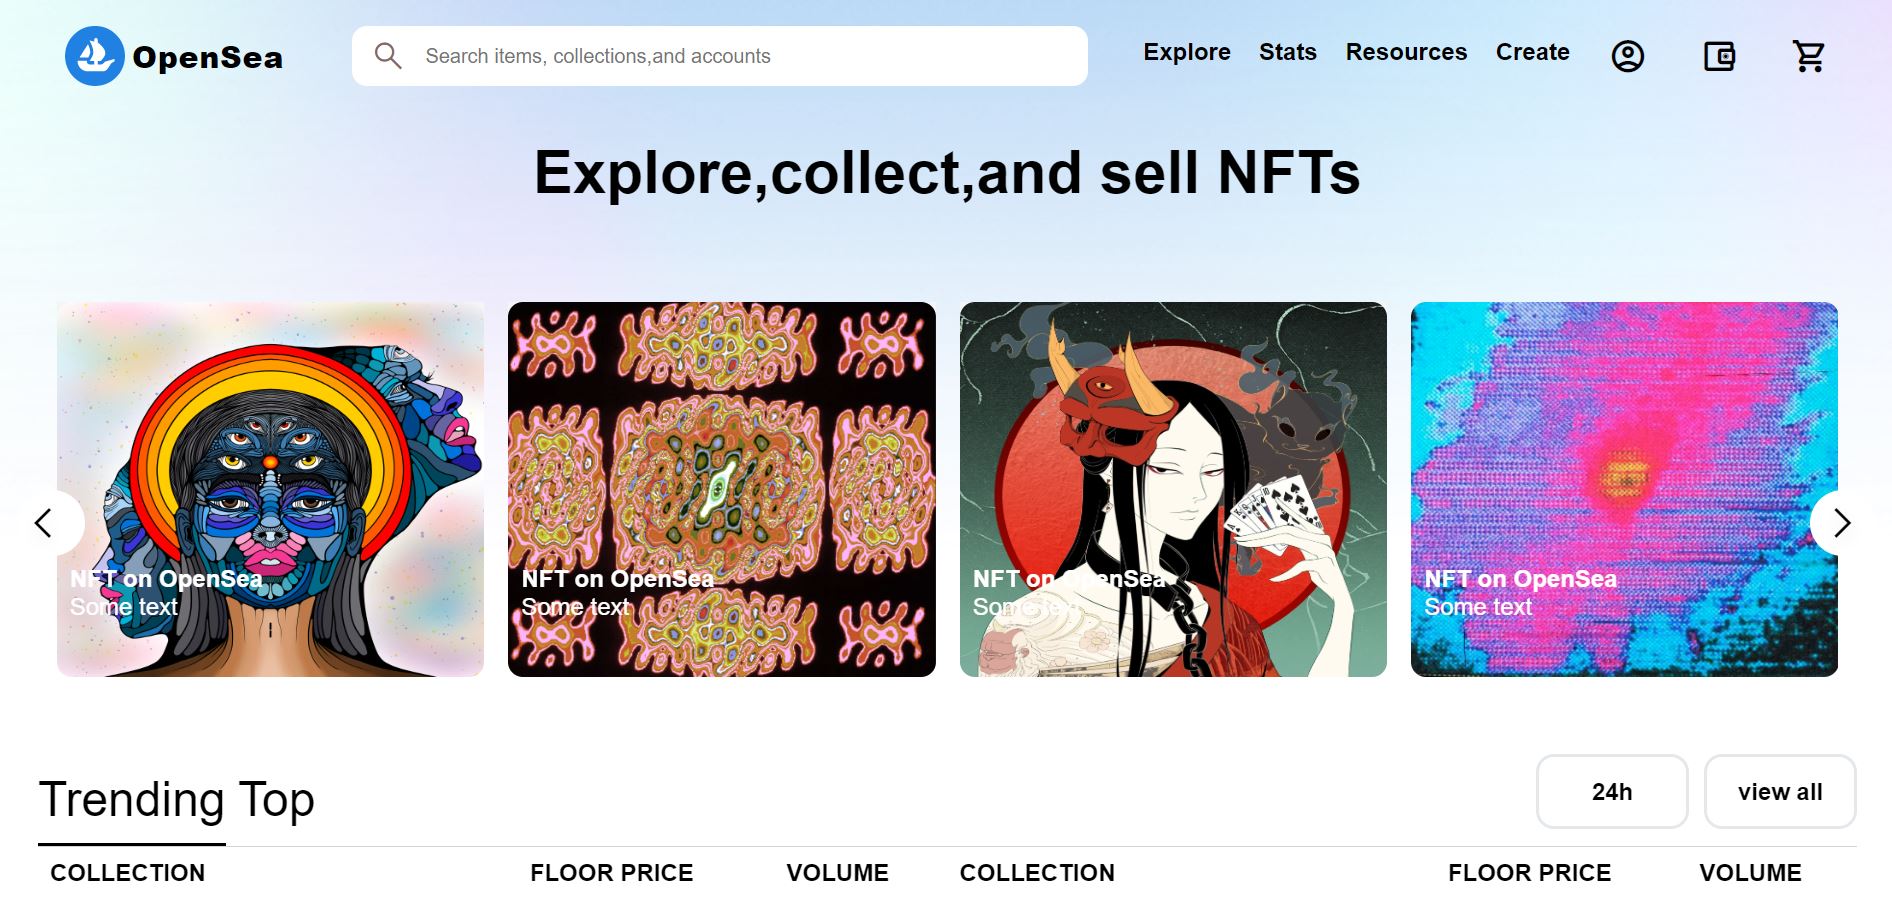 OpenSea
Search items, collections,and accounts
Explore Stats Resources Create
Explore,collect,and sell NFTs
NFT on OpenSea
Some text
NFT on OpenSea
Some text
NFT on OpenSea
Some text
NFT on OpenSea
Some text
Trending Top
24h
view all
COLLECTION FLOOR PRICE VOLUME COLLECTION FLOOR PRICE VOLUME